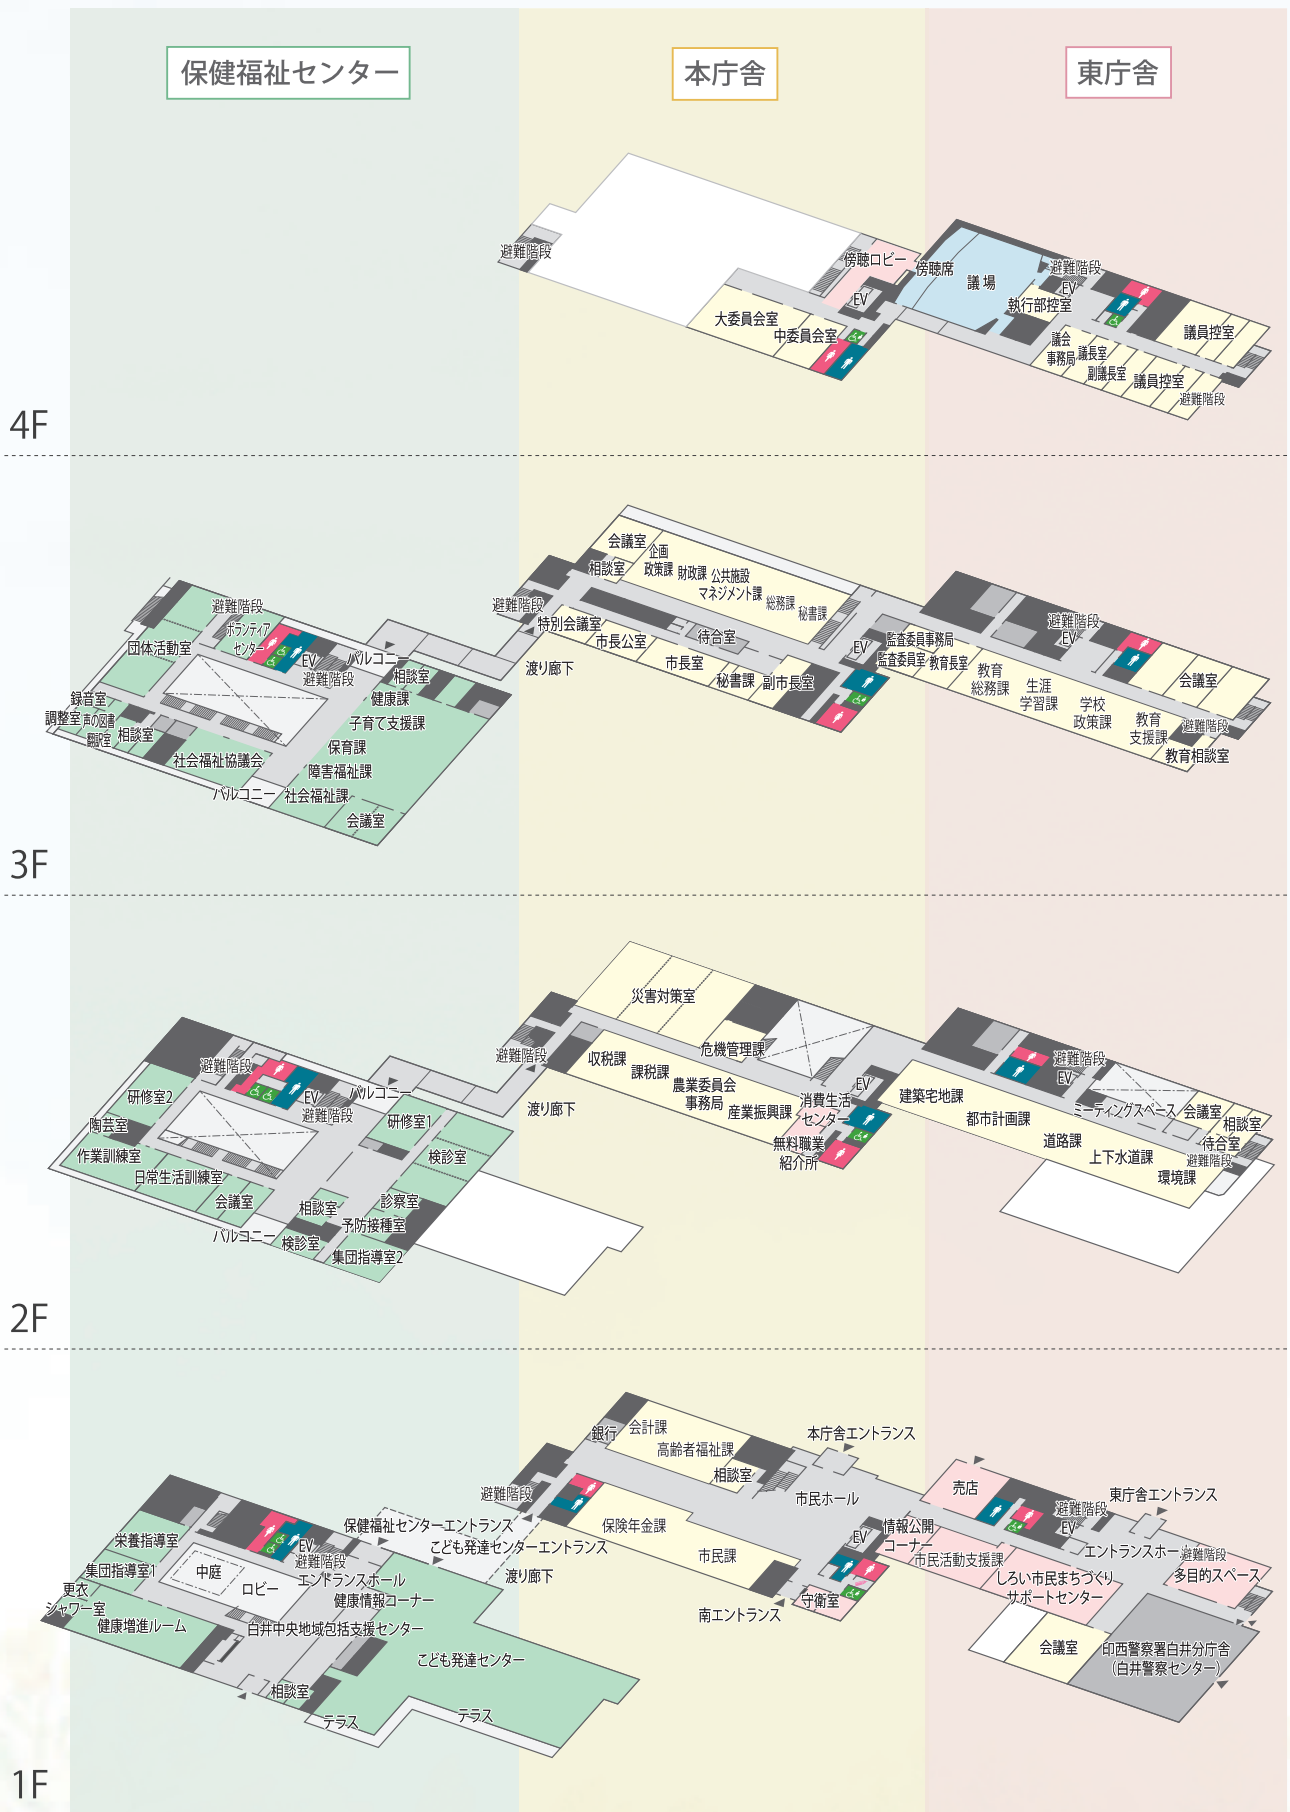 保健福祉センター
本庁舎
東庁舎
4F
避難階段
傍聴ロビー
EV
大委員会室
中委員会室
傍聴席
議場
避難階段
EV
執行部控室
議員控室
議会
事務局
議長室
副議長室
議員控室
避難階段
3F
避難階段
ボランティア
センター
団体活動室
EV
避難階段
バルコニー
相談室
健康課
録音室
調整室
声の図書
翻訳室
相談室
子育て支援課
保育課
社会福祉協議会
障害福祉課
バルコニー
社会福祉課
会議室
会議室
企画
政策課
相談室
財政課
公共施設
マネジメント課
総務課
秘書課
避難階段
特別会議室
市長公室
待合室
市長室
秘書課
副市長室
EV
渡り廊下
監査委員事務局
監査委員室
教育長室
避難階段
EV
教育
総務課
生涯
学習課
学校
政策課
教育
支援課
会議室
避難階段
教育相談室
2F
避難階段
EV
避難階段
バルコニー
研修室2
陶芸室
作業訓練室
日常生活訓練室
会議室
研修室1
検診室
相談室
診察室
予防接種室
バルコニー
検診室
集団指導室2
災害対策室
危機管理課
避難階段
収税課
課税課
農業委員会
事務局
産業振興課
EV
消費生活
センター
無料職業
紹介所
渡り廊下
避難階段
EV
建築宅地課
ミーティングスペース
都市計画課
会議室
相談室
道路課
待合室
上下水道課
避難階段
環境課
1F
栄養指導室
集団指導室1
更衣
シャワー室
健康増進ルーム
中庭
ロビー
EV
避難階段
エントランスホール
健康情報コーナー
白井中央地域包括支援センター
こども発達センター
相談室
テラス
テラス
保健福祉センターエントランス
こども発達センターエントランス
渡り廊下
避難階段
銀行
会計課
高齢者福祉課
相談室
本庁舎エントランス
市民ホール
保険年金課
市民課
EV
守衛室
南エントランス
情報公開
コーナー
売店
東庁舎エントランス
避難階段
EV
エントランスホール
避難階段
多目的スペース
市民活動支援課
しろい市民まちづくり
サポートセンター
会議室
印西警察署白井分庁舎
(白井警察センター)